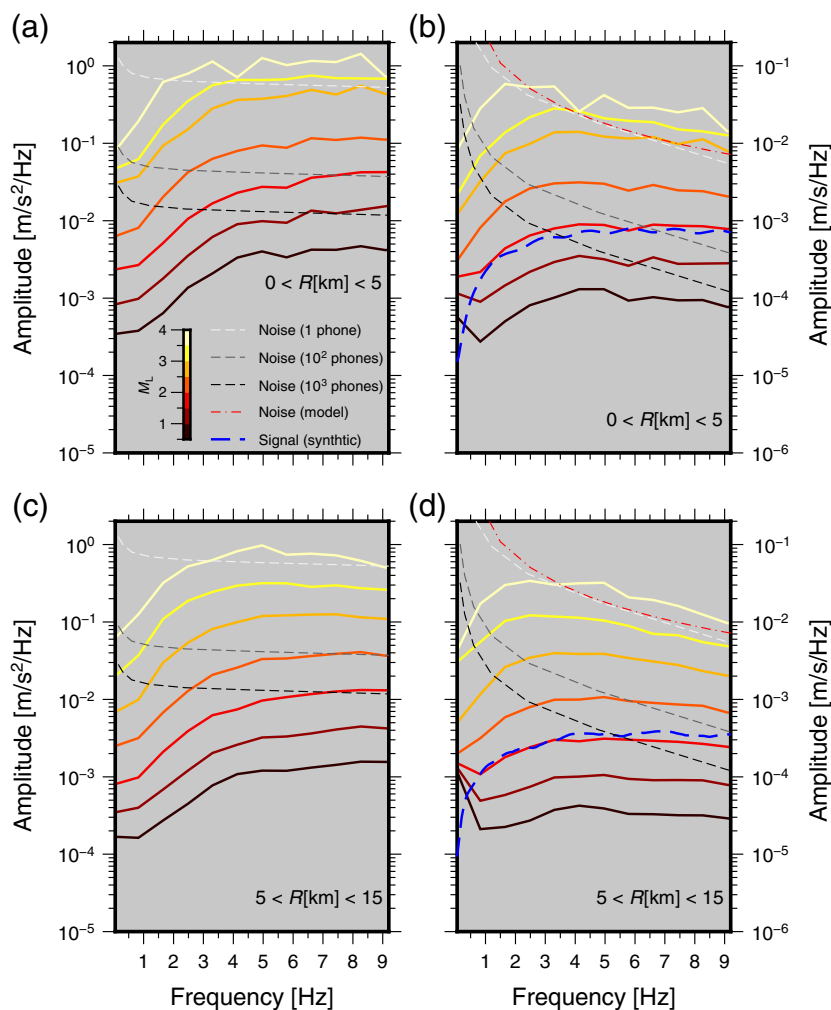 (a)
(b)
10⁰
10⁻¹
10⁻²
10⁻³
10⁻⁴
10⁻⁵
Amplitude [m/s²/Hz]
0 < R[km] < 5
4
3
2
1
M_L
Noise (1 phone)
Noise (10² phones)
Noise (10³ phones)
Noise (model)
Signal (synthtic)
10⁻¹
10⁻²
10⁻³
10⁻⁴
10⁻⁵
10⁻⁶
Amplitude [m/s/Hz]
0 < R[km] < 5
(c)
(d)
10⁰
10⁻¹
10⁻²
10⁻³
10⁻⁴
10⁻⁵
Amplitude [m/s²/Hz]
5 < R[km] < 15
1 2 3 4 5 6 7 8 9
Frequency [Hz]
10⁻¹
10⁻²
10⁻³
10⁻⁴
10⁻⁵
10⁻⁶
Amplitude [m/s/Hz]
5 < R[km] < 15
1 2 3 4 5 6 7 8 9
Frequency [Hz]